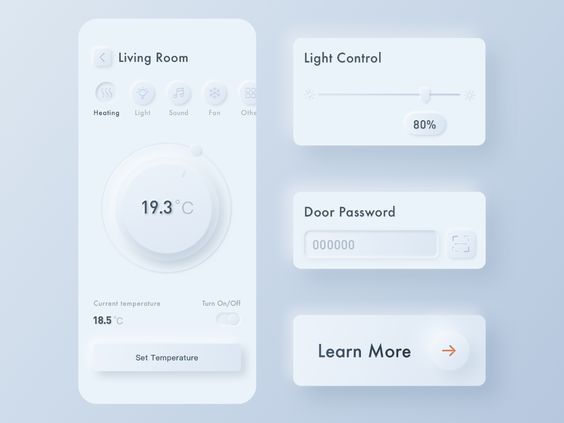 Living Room
Heating
Light
Sound
Fan
Othe
19.3°C
Current temperature
Turn On/Off
18.5°C
Set Temperature
Light Control
80%
Door Password
000000
Learn More